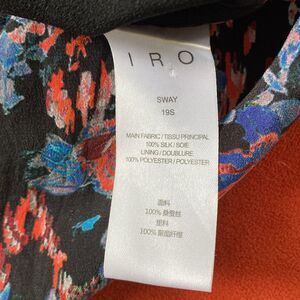 IRO
SWAY
19S
MAIN FABRIC / TISSU PRINCIPAL
100% SILK / SOIE
LINING / DOUBLURE
100% POLYESTER / POLYESTER
面料
100% 桑蚕丝
里料
100% 聚酯纤维